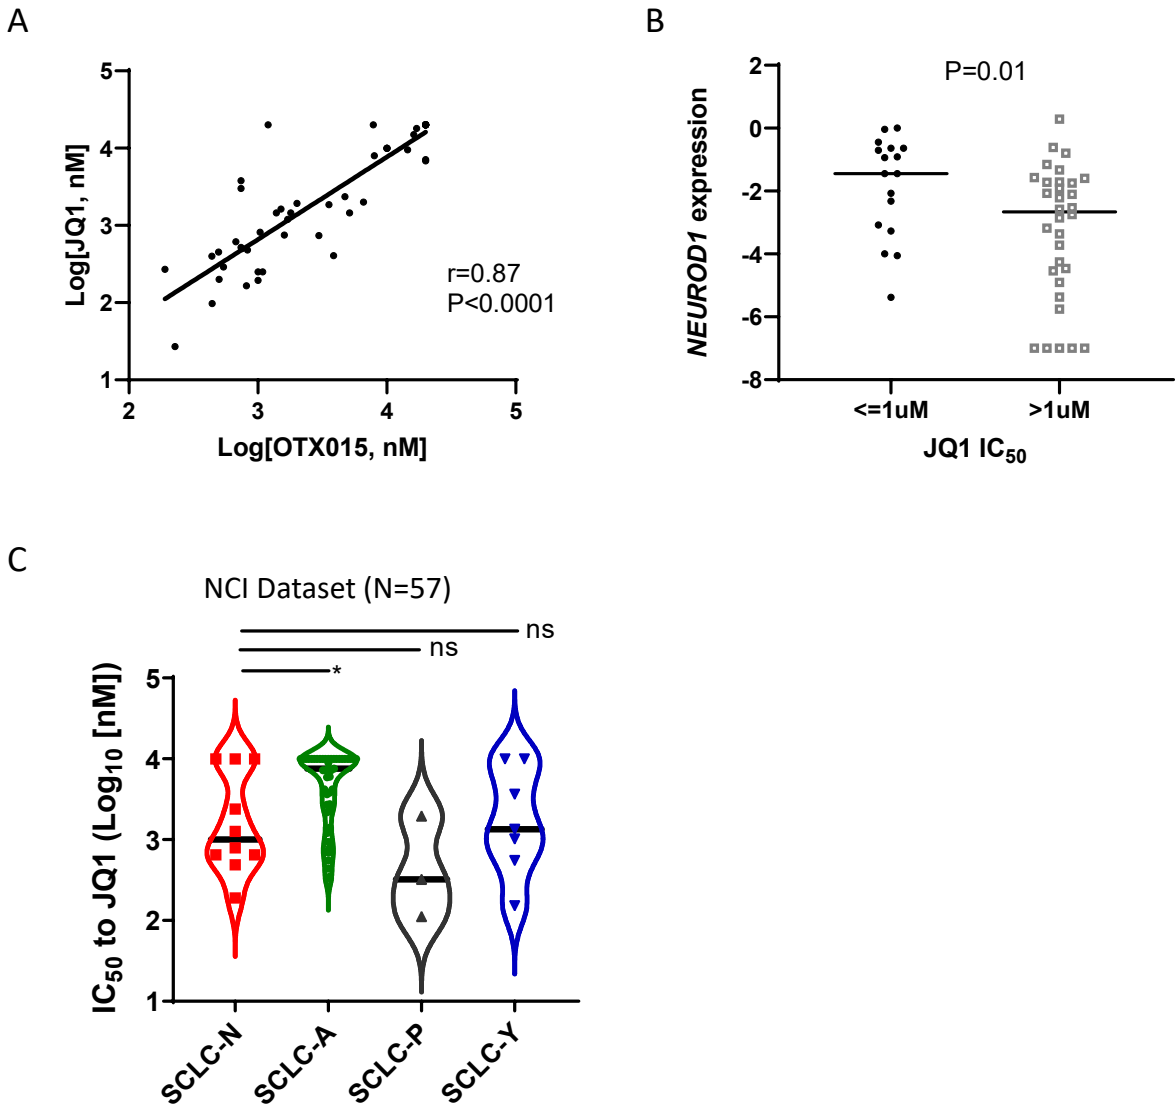 A
5
4
3
2
1
Log[JQ1, nM]
r=0.87
P<0.0001
2 3 4 5
Log[OTX015, nM]
B
P=0.01
2
0
-2
-4
-6
-8
NEUROD1 expression
<=1uM >1uM
JQ1 IC50
C
NCI Dataset (N=57)
ns
ns
*
5
4
3
2
1
IC50 to JQ1 (Log10 [nM])
SCLC-N
SCLC-A
SCLC-P
SCLC-Y